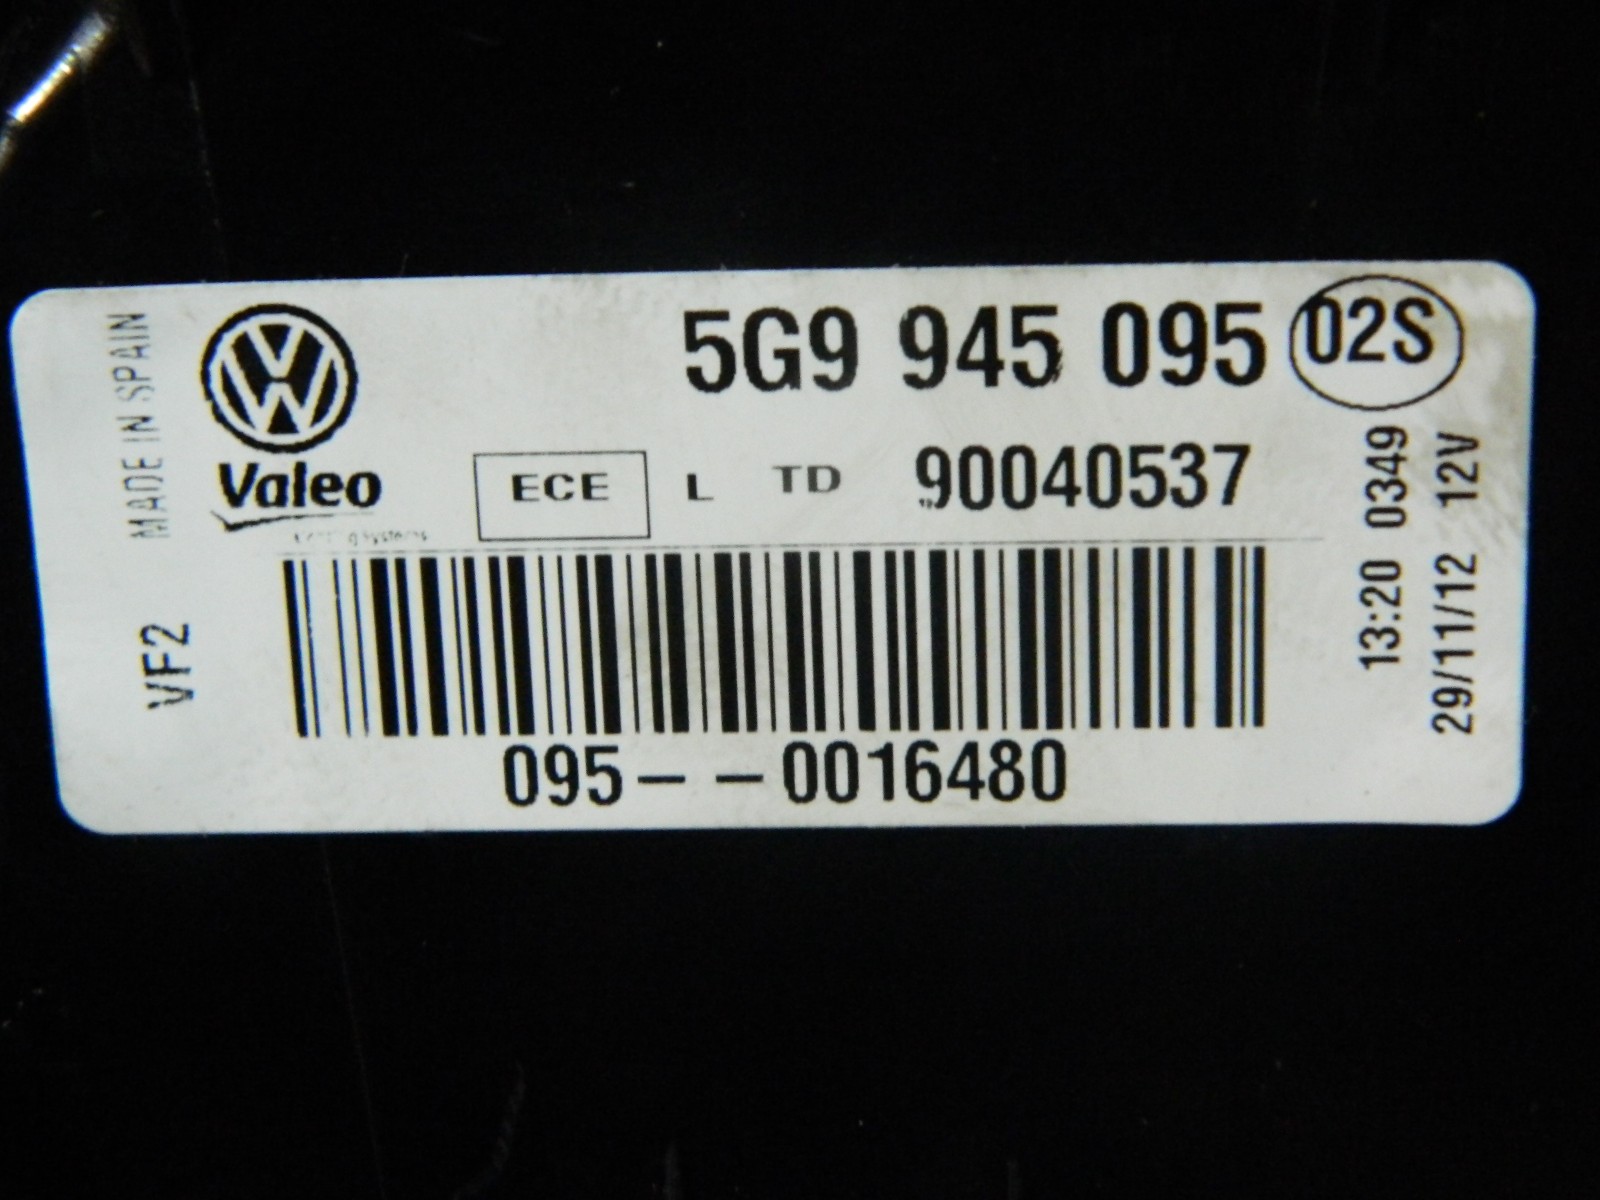 MADE IN SPAIN
VF2
5G9 945 095 02S
Valeo
ECE L TD 90040537
systems
095--0016480
13:20 0349
29/11/12 12V